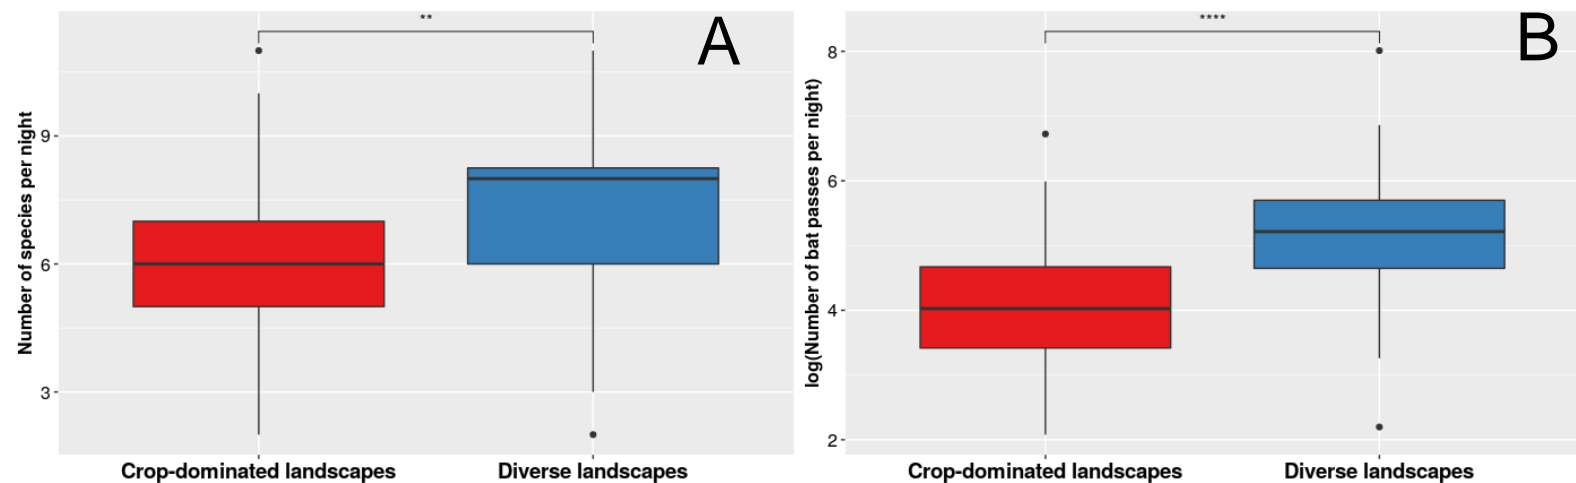 **
A
Number of species per night
9
6
3
Crop-dominated landscapes
Diverse landscapes
****
B
log(Number of bat passes per night)
8
6
4
2
Crop-dominated landscapes
Diverse landscapes